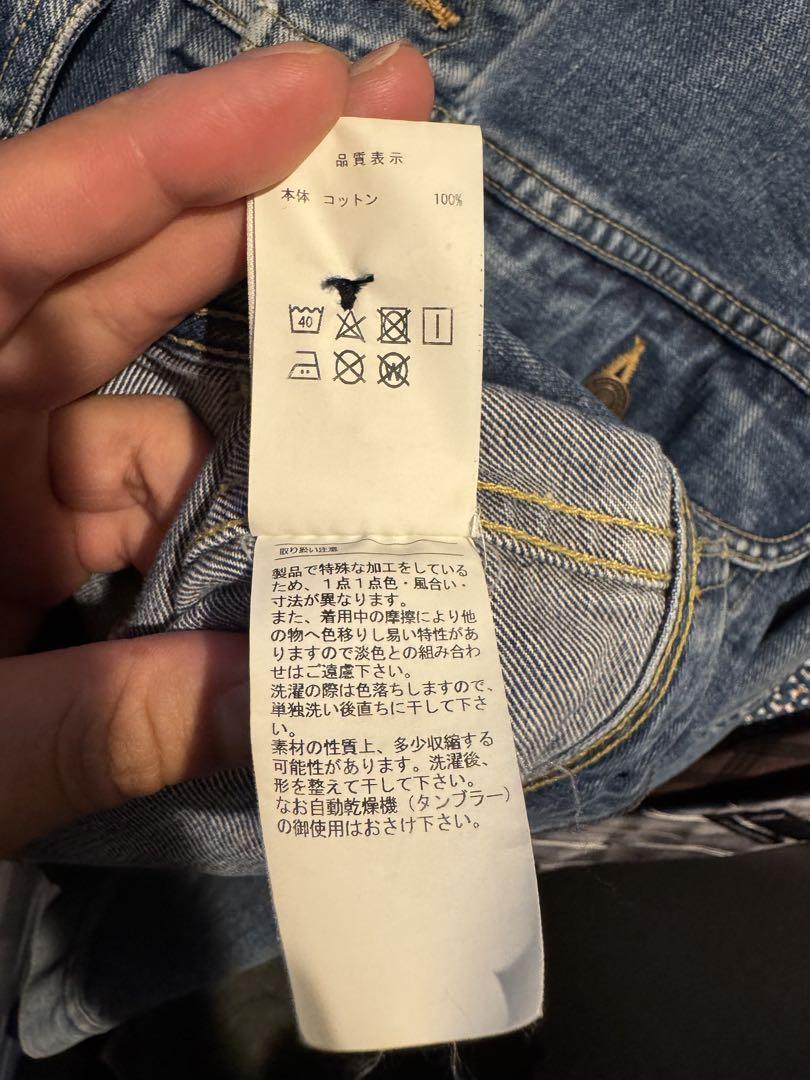 品質表示
本体 コットン 100%
40
W
取り扱い注意
製品で特殊な加工をしている
ため、1点1点色・風合い・
寸法が異なります。
また、着用中の摩擦により他
の物へ色移りし易い特性があ
りますので淡色との組み合わ
せはご遠慮下さい。
洗濯の際は色落ちしますので、
単独洗い後直ちに干して下さ
い。
素材の性質上、多少収縮する
可能性があります。洗濯後、
形を整えて干して下さい。
なお自動乾燥機(タンブラー)
の御使用はおさけ下さい。